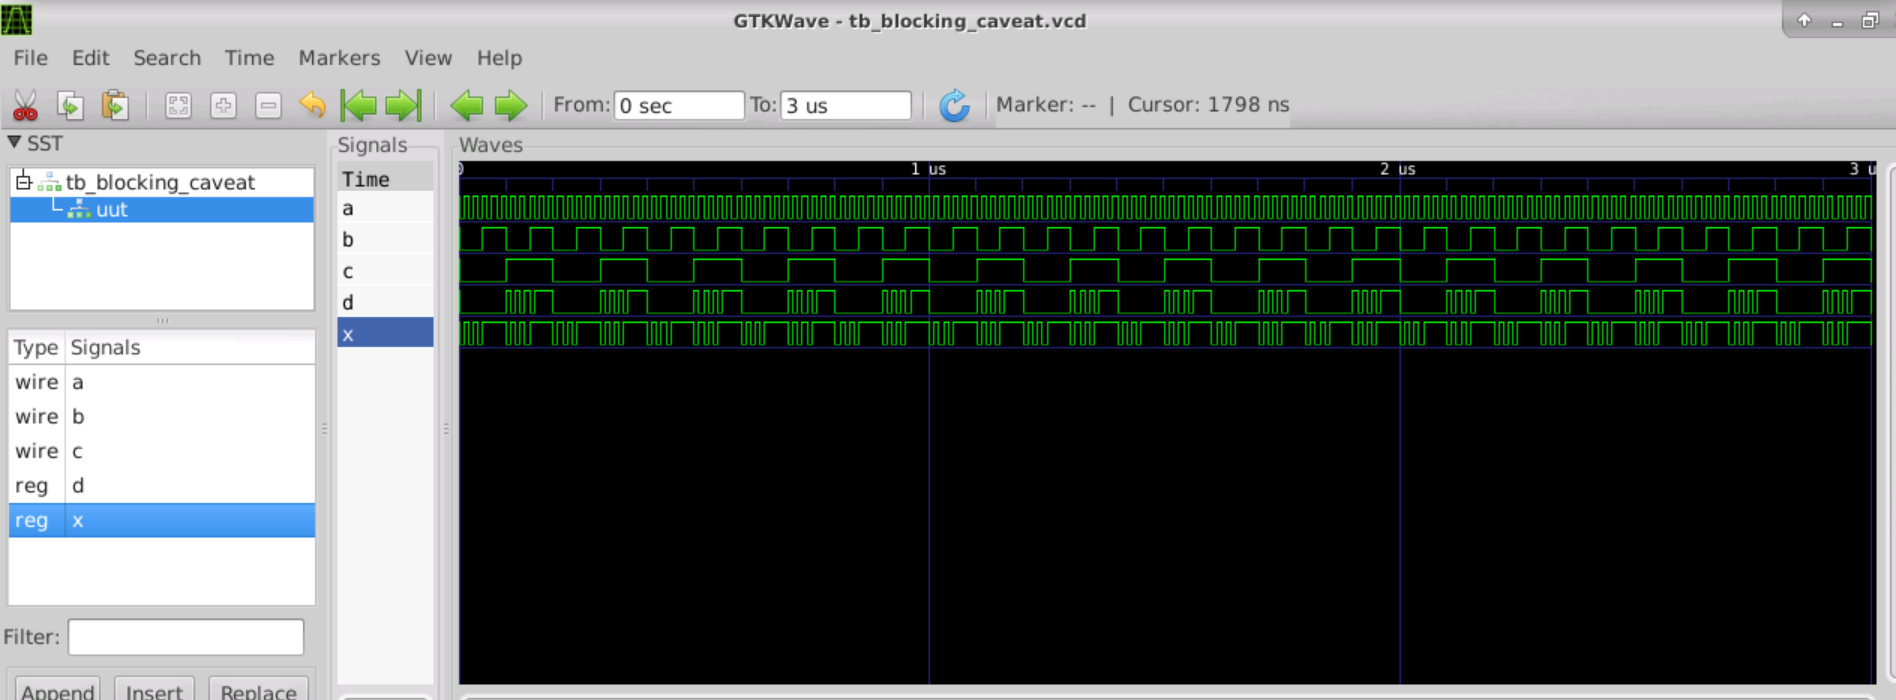 GTKWave - tb_blocking_caveat.vcd
File Edit Search Time Markers View Help
From: 0 sec To: 3 us Marker: -- | Cursor: 1798 ns
SST
tb_blocking_caveat
uut
Type Signals
wire a
wire b
wire c
reg d
reg x
Filter:
Append Insert Replace
Signals
Time
a
b
c
d
x
Waves
0 1 us 2 us 3 u